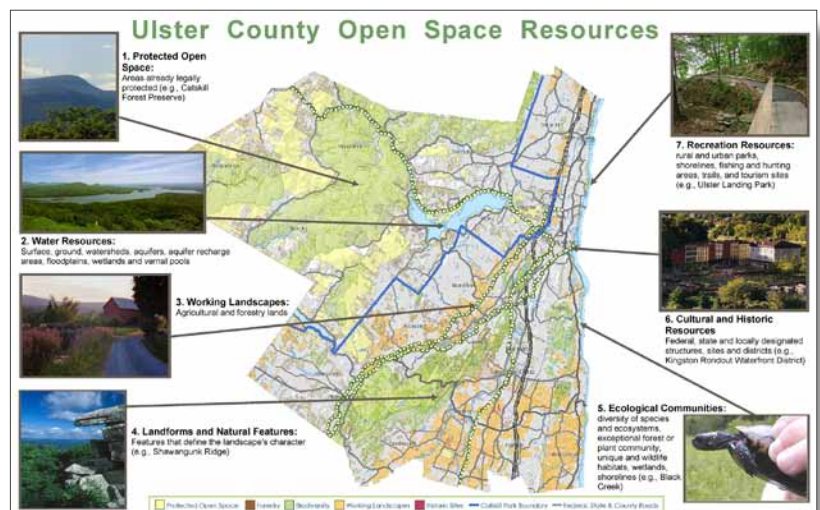 Ulster County Open Space Resources
1. Protected Open
Space:
Areas already legally
protected (e.g., Catskill
Forest Preserve)
2. Water Resources:
Surface, ground, watersheds, aquifers, aquifer recharge
areas, floodplains, wetlands and vernal pools
3. Working Landscapes:
Agricultural and forestry lands
4. Landforms and Natural Features:
Features that define the landscape's character
(e.g., Shawangunk Ridge)
7. Recreation Resources:
rural and urban parks,
shorelines, fishing and hunting
areas, trails, and tourism sites
(e.g., Ulster Landing Park)
6. Cultural and Historic
Resources
Federal, state and locally designated
structures, sites and districts (e.g.,
Kingston Rondout Waterfront District)
5. Ecological Communities:
diversity of species
and ecosystems,
exceptional forest or
plant community,
unique and wildlife
habitats, wetlands,
shorelines (e.g., Black
Creek)
Protected Open Space Forestry Biodiversity Working Landscapes Historic Sites Catskill Park Boundary Federal, State & County Roads